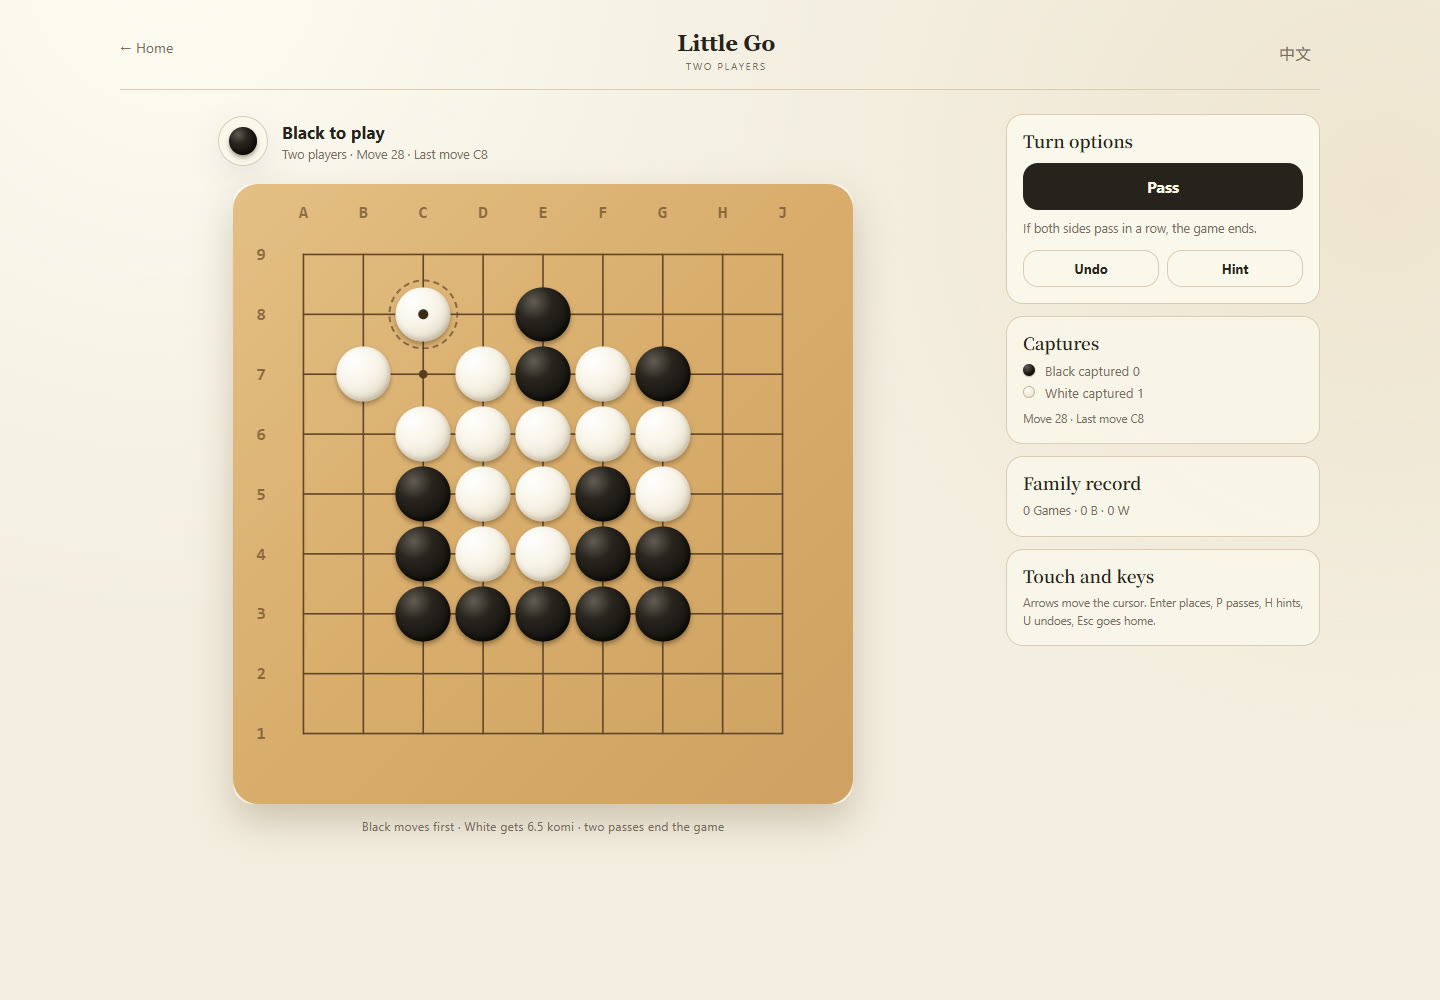 ← Home
Little Go
TWO PLAYERS
中文
Black to play
Two players · Move 28 · Last move C8
A B C D E F G H J
9
8
7
6
5
4
3
2
1
Black moves first · White gets 6.5 komi · two passes end the game
Turn options
Pass
If both sides pass in a row, the game ends.
Undo
Hint
Captures
Black captured 0
White captured 1
Move 28 · Last move C8
Family record
0 Games · 0 B · 0 W
Touch and keys
Arrows move the cursor. Enter places, P passes, H hints,
U undoes, Esc goes home.